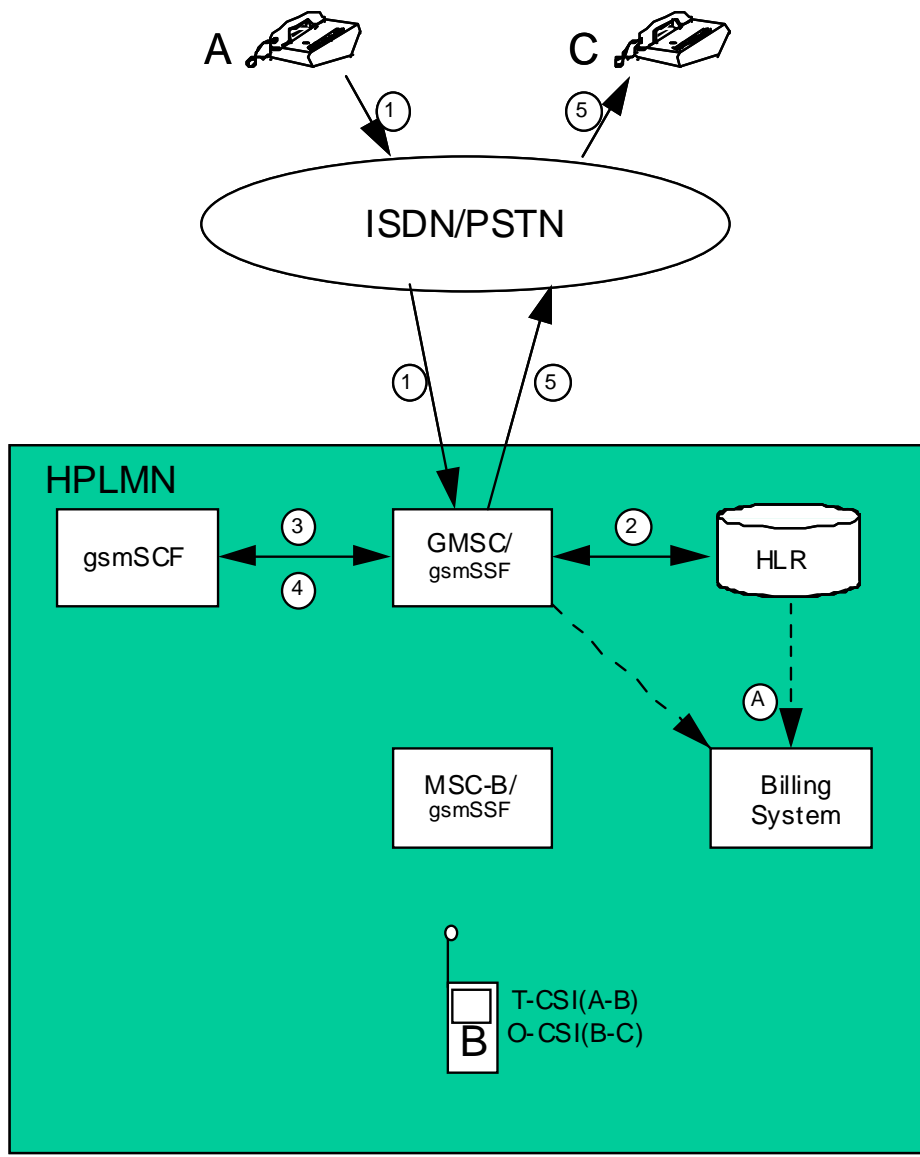 A
C
1
5
ISDN/PSTN
1
5
HPLMN
gsmSCF
3
4
GMSC/
gsmSSF
2
HLR
A
MSC-B/
gsmSSF
Billing
System
T-CSI(A-B)
O-CSI(B-C)
B